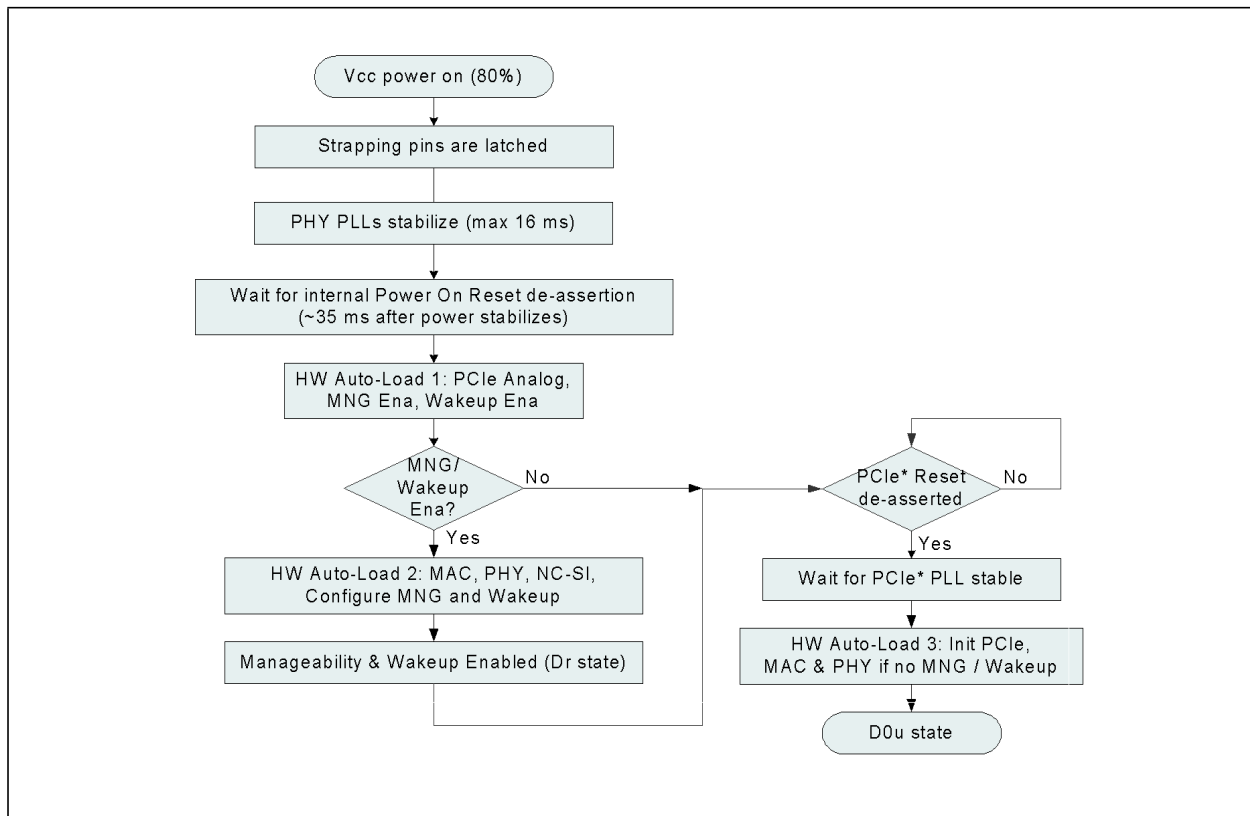 Vcc power on (80%)
Strapping pins are latched
PHY PLLs stabilize (max 16 ms)
Wait for internal Power On Reset de-assertion
(~35 ms after power stabilizes)
HW Auto-Load 1: PCIe Analog,
MNG Ena, Wakeup Ena
MNG/
Wakeup
Ena?
No
Yes
HW Auto-Load 2: MAC, PHY, NC-SI,
Configure MNG and Wakeup
Manageability & Wakeup Enabled (Dr state)
PCIe* Reset
de-asserted
No
Yes
Wait for PCIe* PLL stable
HW Auto-Load 3: Init PCIe,
MAC & PHY if no MNG / Wakeup
D0u state